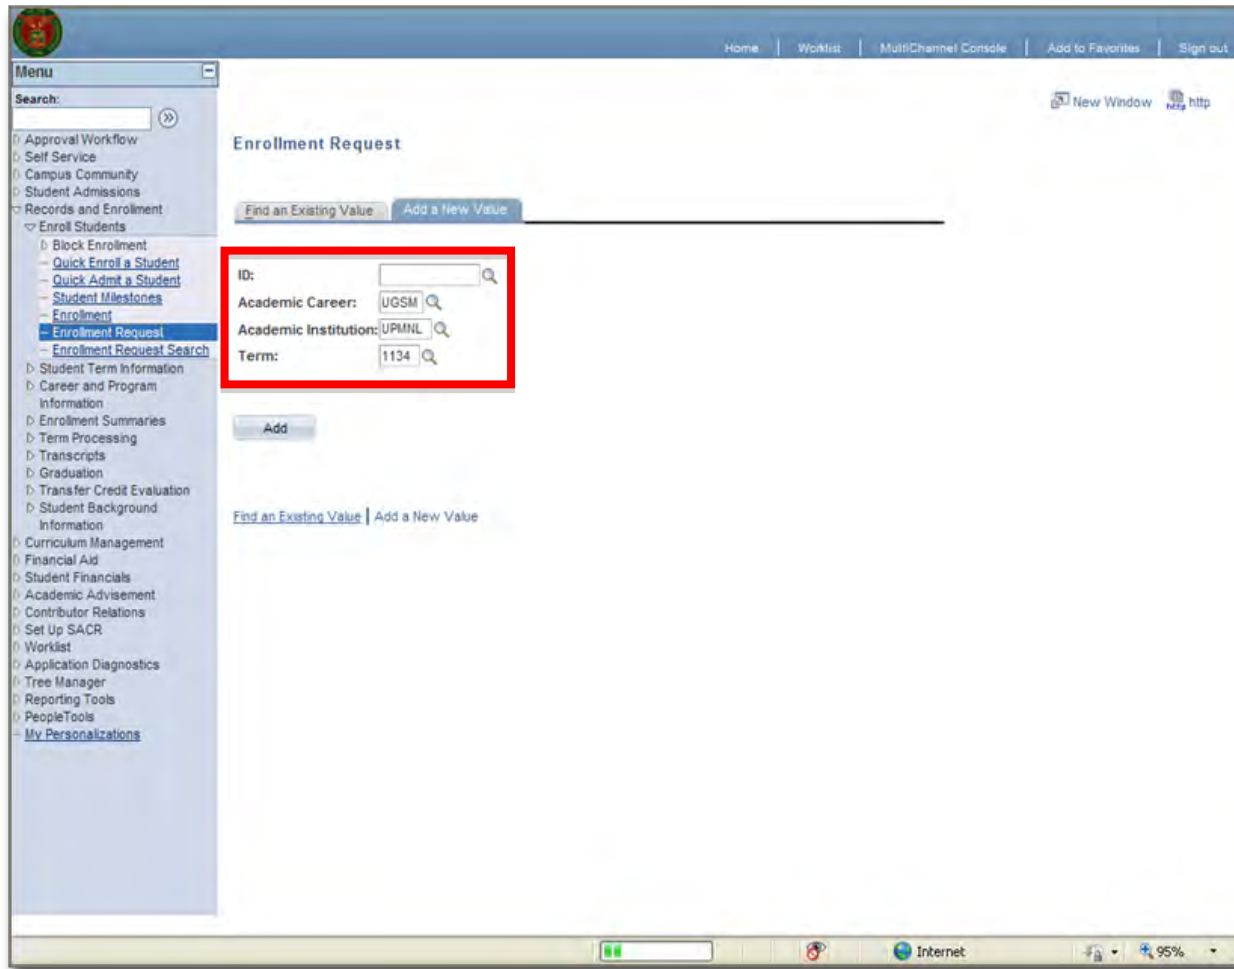 Home | Worklist | MultiChannel Console | Add to Favorites | Sign out
Menu
Search:
New Window http
Approval Workflow
Self Service
Campus Community
Student Admissions
Records and Enrollment
Enroll Students
Block Enrollment
Quick Enroll a Student
Quick Admit a Student
Student Milestones
Enrollment
Enrollment Request
Enrollment Request Search
Student Term Information
Career and Program
Information
Enrollment Summaries
Term Processing
Transcripts
Graduation
Transfer Credit Evaluation
Student Background
Information
Curriculum Management
Financial Aid
Student Financials
Academic Advisement
Contributor Relations
Set Up SACR
Worklist
Application Diagnostics
Tree Manager
Reporting Tools
PeopleTools
My Personalizations
Enrollment Request
Find an Existing Value Add a New Value
ID:
Academic Career: UGSM
Academic Institution: UPMNL
Term: 1134
Add
Find an Existing Value | Add a New Value
Internet 95%